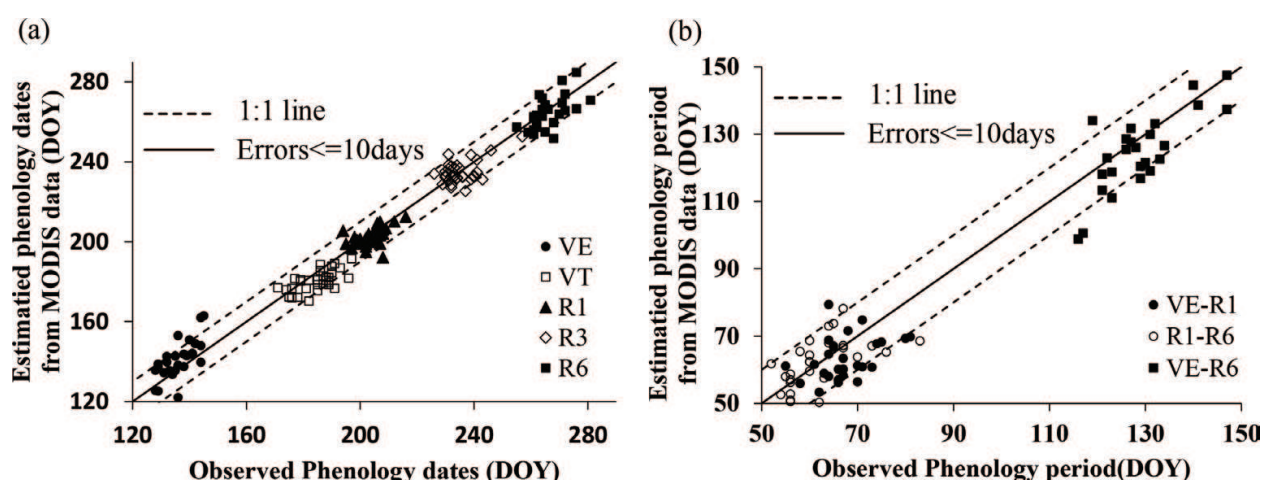 (a)
Estimatied phenology dates
from MODIS data (DOY)
280
240
200
160
120
1:1 line
Errors<=10days
VE
VT
R1
R3
R6
120 160 200 240 280
Observed Phenology dates (DOY)
(b)
Estimatied phenology period
from MODIS data (DOY)
150
130
110
90
70
50
1:1 line
Errors<=10days
VE-R1
R1-R6
VE-R6
50 70 90 110 130 150
Observed Phenology period(DOY)